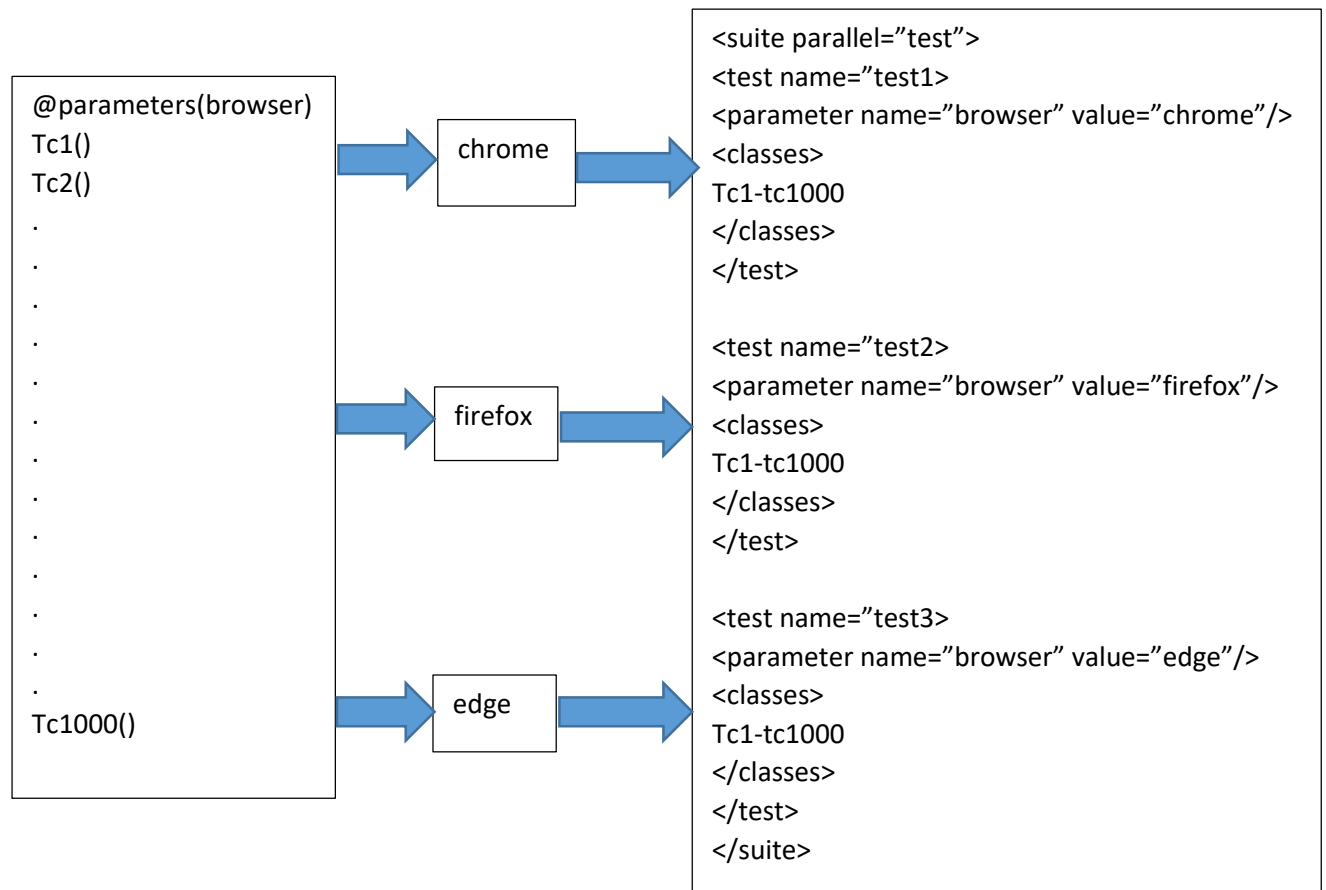 @parameters(browser)
Tc1()
Tc2()
.
.
.
.
.
.
.
.
.
.
.
.
.
Tc1000()
chrome
firefox
edge
<suite parallel=”test”>
<test name=”test1>
<parameter name=”browser” value=”chrome”/>
<classes>
Tc1-tc1000
</classes>
</test>
<test name=”test2>
<parameter name=”browser” value=”firefox”/>
<classes>
Tc1-tc1000
</classes>
</test>
<test name=”test3>
<parameter name=”browser” value=”edge”/>
<classes>
Tc1-tc1000
</classes>
</test>
</suite>